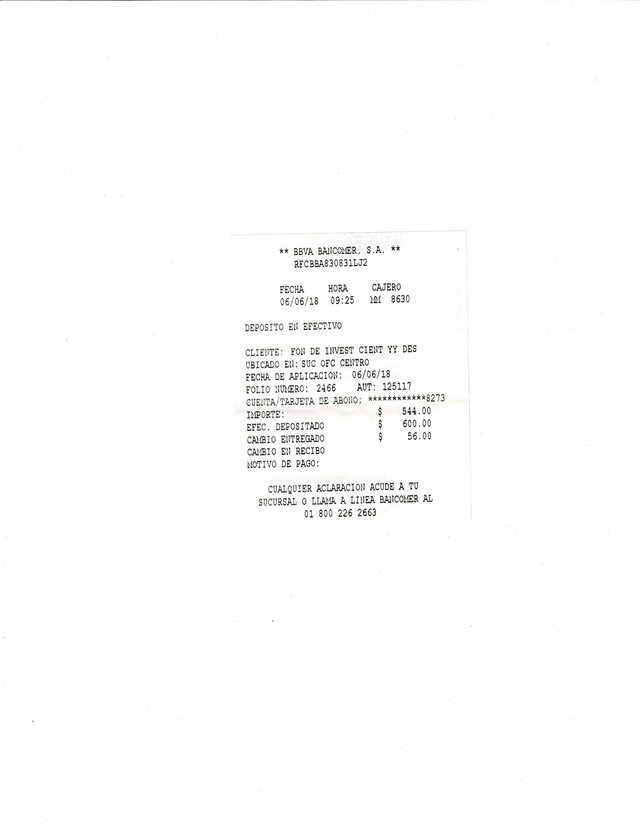 ** BBVA BANCOMER, S.A. **
RFCBBA830831LJ2
FECHA HORA CAJERO
06/06/18 09:25 MM 8630
DEPOSITO EN EFECTIVO
CLIENTE: FON DE INVEST CIENT YY DES
UBICADO EN: SUC OFC CENTRO
FECHA DE APLICACION: 06/06/18
FOLIO NUMERO: 2466 AUT: 125117
CUENTA/TARJETA DE ABONO: ************8273
IMPORTE: $ 544.00
EFEC. DEPOSITADO $ 600.00
CAMBIO ENTREGADO $ 56.00
CAMBIO EN RECIBO
MOTIVO DE PAGO:
CUALQUIER ACLARACION ACUDE A TU
SUCURSAL O LLAMA A LINEA BANCOMER AL
01 800 226 2663